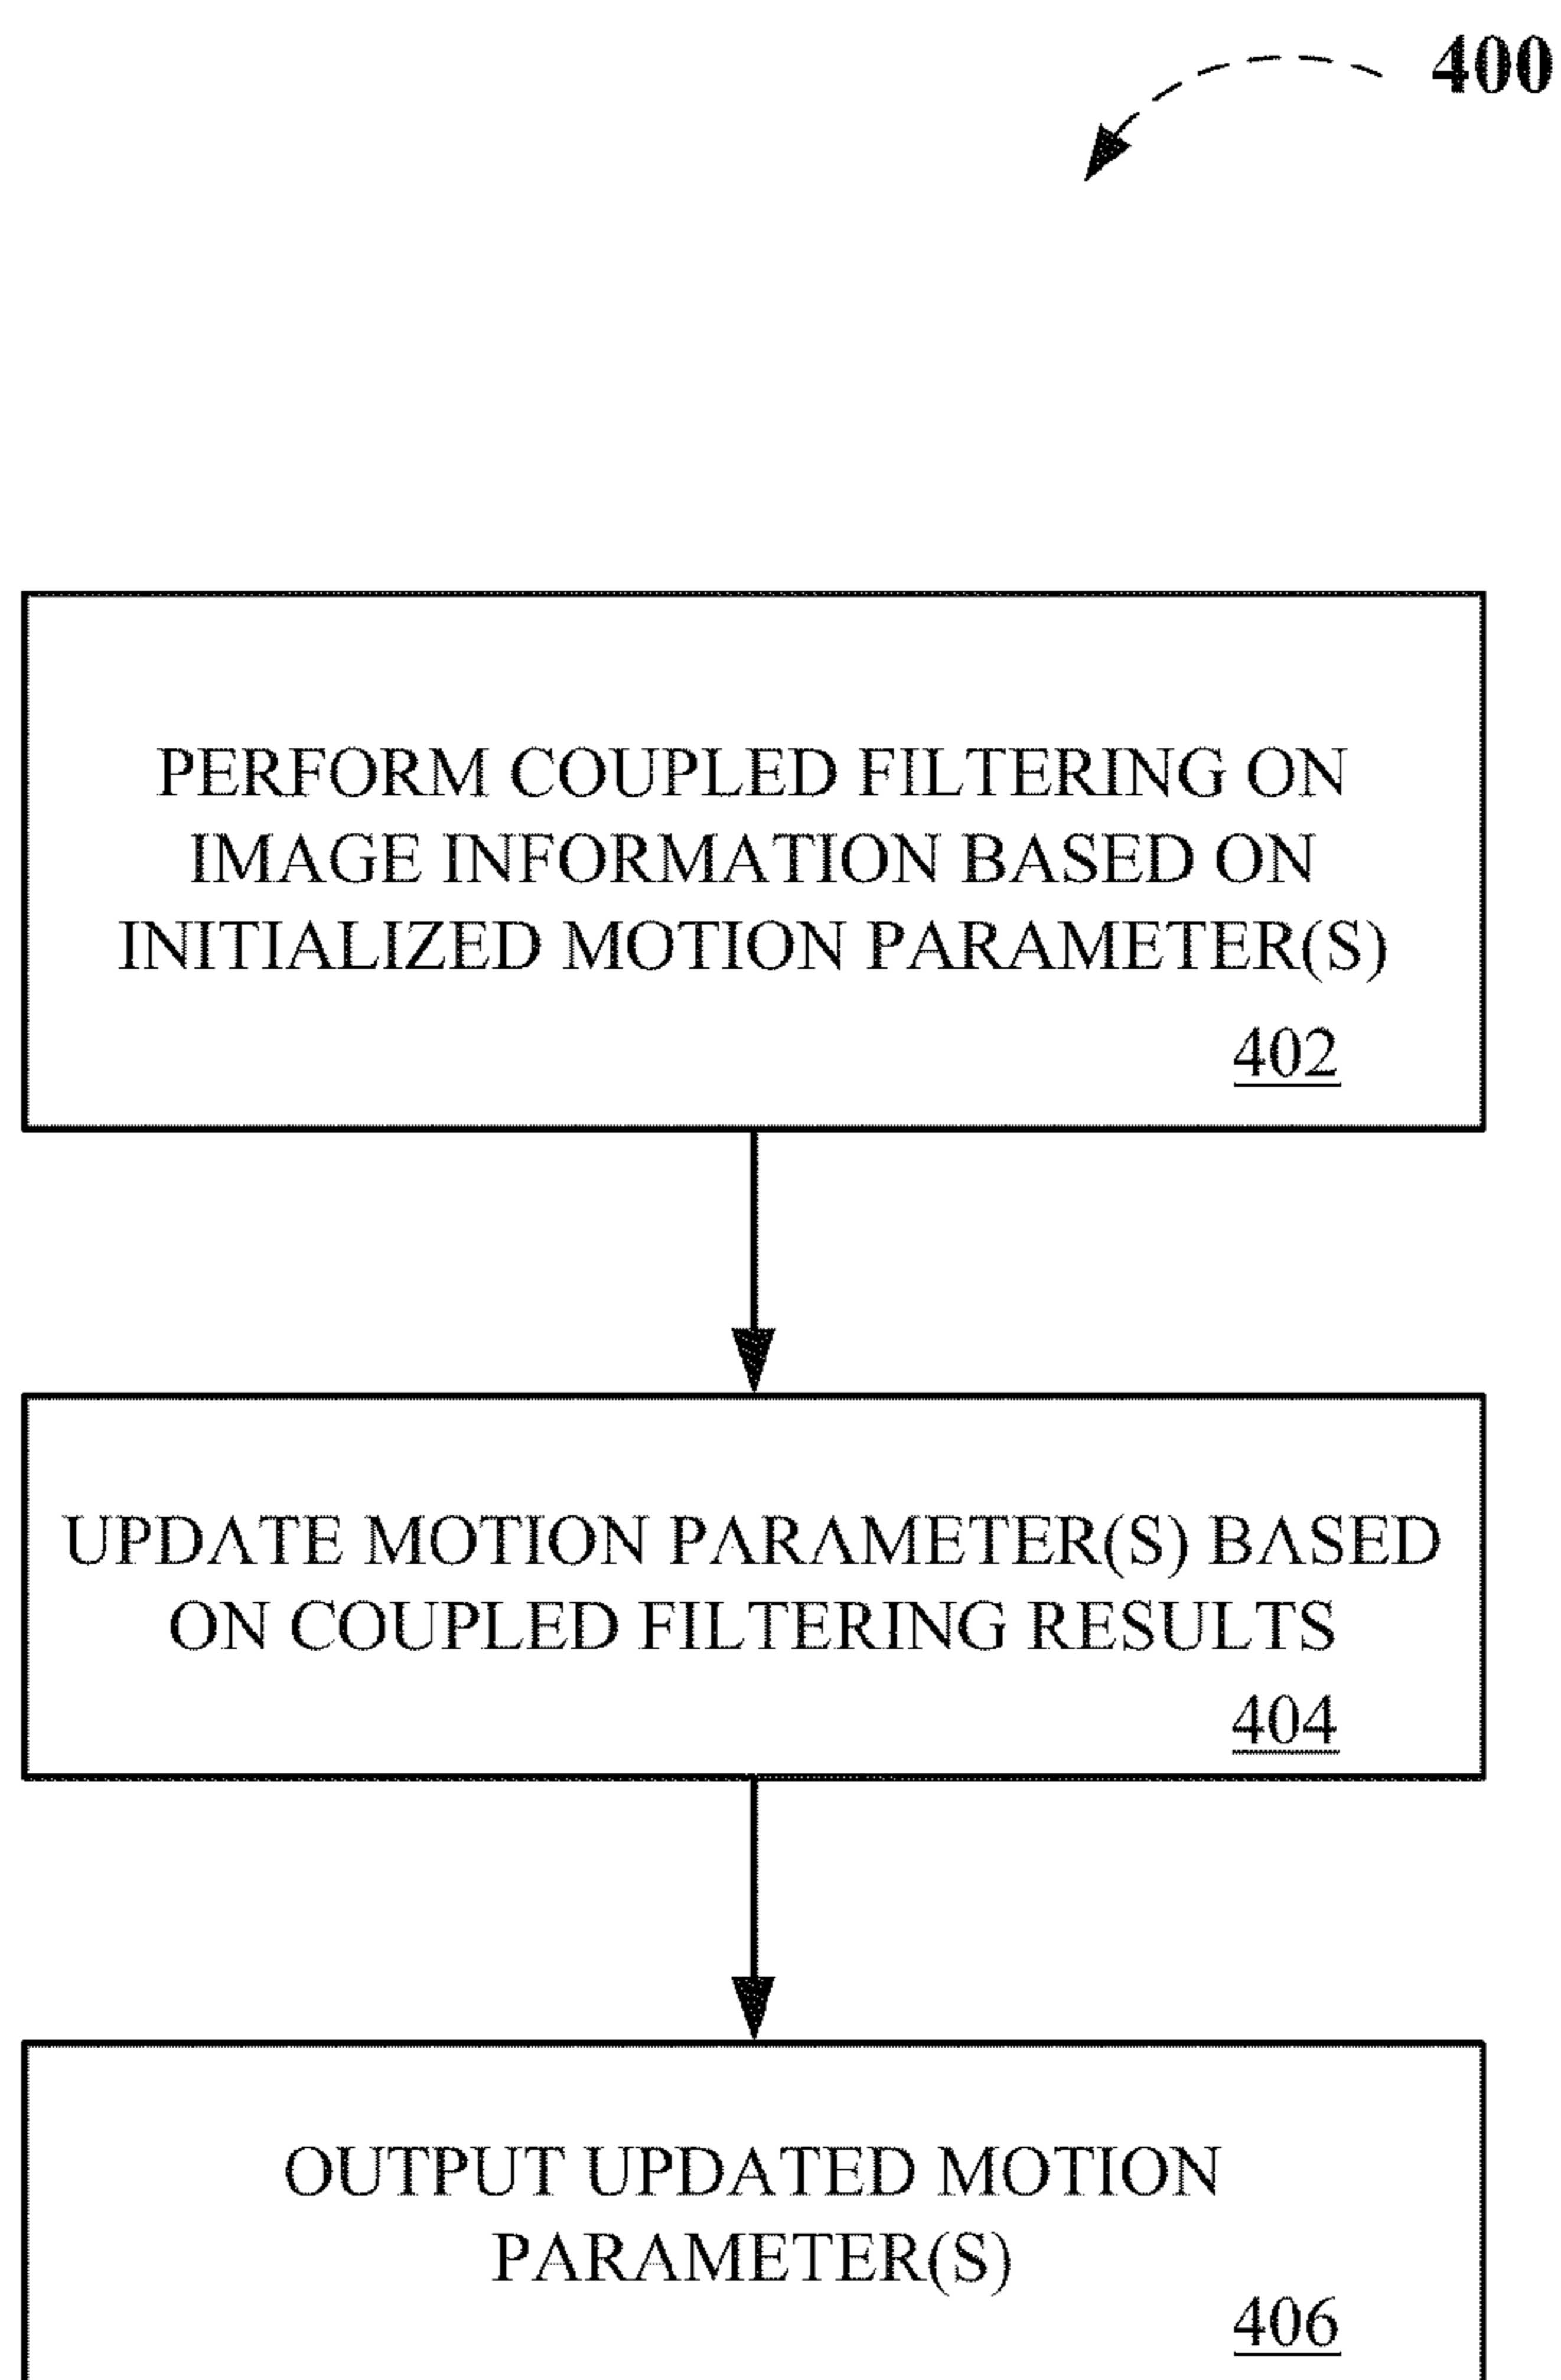 400
PERFORM COUPLED FILTERING ON
IMAGE INFORMATION BASED ON
INITIALIZED MOTION PARAMETER(S)
402
UPDATE MOTION PARAMETER(S) BASED
ON COUPLED FILTERING RESULTS
404
OUTPUT UPDATED MOTION
PARAMETER(S)
406